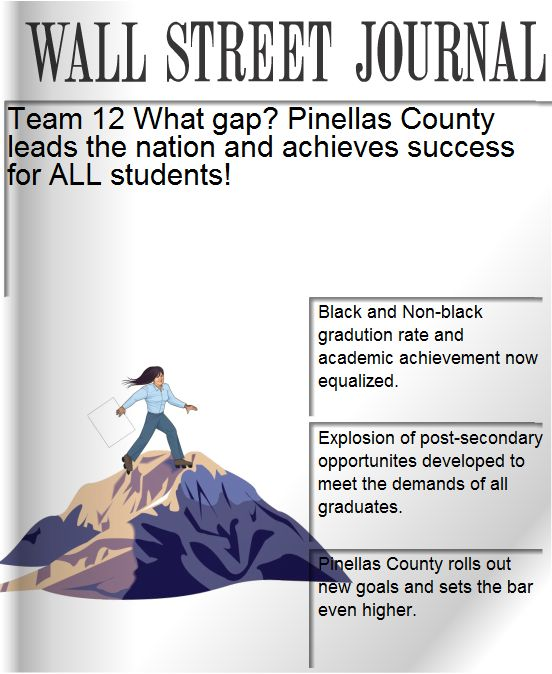 WALL STREET JOURNAL
Team 12 What gap? Pinellas County
leads the nation and achieves success
for ALL students!
Black and Non-black
gradution rate and
academic achievement now
equalized.
Explosion of post-secondary
opportunites developed to
meet the demands of all
graduates.
Pinellas County rolls out
new goals and sets the bar
even higher.